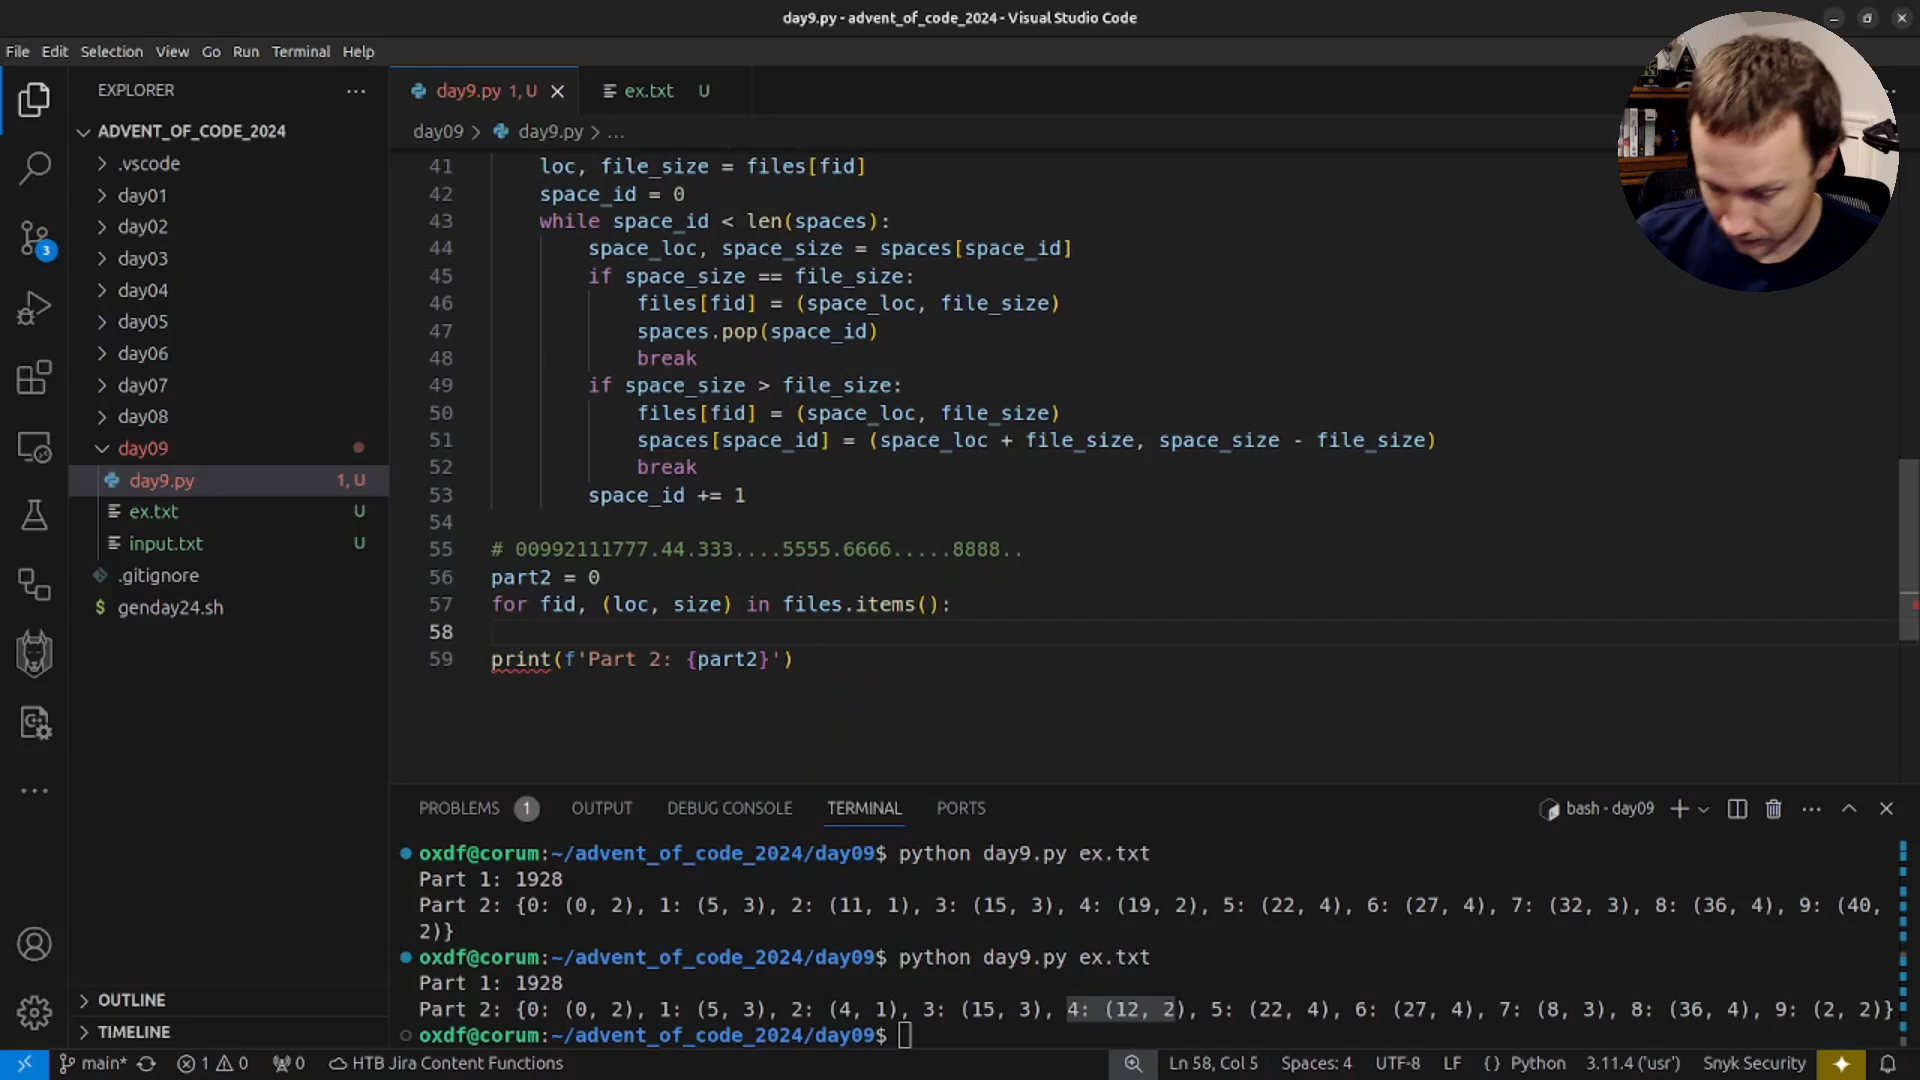 day9.py - advent_of_code_2024 - Visual Studio Code
File Edit Selection View Go Run Terminal Help
EXPLORER
ADVENT_OF_CODE_2024
.vscode
day01
day02
day03
day04
day05
day06
day07
day08
day09
day9.py 1, U
ex.txt U
input.txt U
.gitignore
genday24.sh
OUTLINE
TIMELINE
3
day9.py 1, U
ex.txt U
day09 > day9.py > ...
41 loc, file_size = files[fid]
42 space_id = 0
43 while space_id < len(spaces):
44 space_loc, space_size = spaces[space_id]
45 if space_size == file_size:
46 files[fid] = (space_loc, file_size)
47 spaces.pop(space_id)
48 break
49 if space_size > file_size:
50 files[fid] = (space_loc, file_size)
51 spaces[space_id] = (space_loc + file_size, space_size - file_size)
52 break
53 space_id += 1
54
55 # 00992111777.44.333....5555.6666.....8888..
56 part2 = 0
57 for fid, (loc, size) in files.items():
58
59 print(f'Part 2: {part2}')
PROBLEMS 1 OUTPUT DEBUG CONSOLE TERMINAL PORTS
bash - day09
oxdf@corum:~/advent_of_code_2024/day09$ python day9.py ex.txt
Part 1: 1928
Part 2: {0: (0, 2), 1: (5, 3), 2: (11, 1), 3: (15, 3), 4: (19, 2), 5: (22, 4), 6: (27, 4), 7: (32, 3), 8: (36, 4), 9: (40,
2)}
oxdf@corum:~/advent_of_code_2024/day09$ python day9.py ex.txt
Part 1: 1928
Part 2: {0: (0, 2), 1: (5, 3), 2: (4, 1), 3: (15, 3), 4: (12, 2), 5: (22, 4), 6: (27, 4), 7: (8, 3), 8: (36, 4), 9: (2, 2)}
oxdf@corum:~/advent_of_code_2024/day09$
main* 1 0 0 HTB Jira Content Functions Ln 58, Col 5 Spaces: 4 UTF-8 LF {} Python 3.11.4 ('usr') Snyk Security